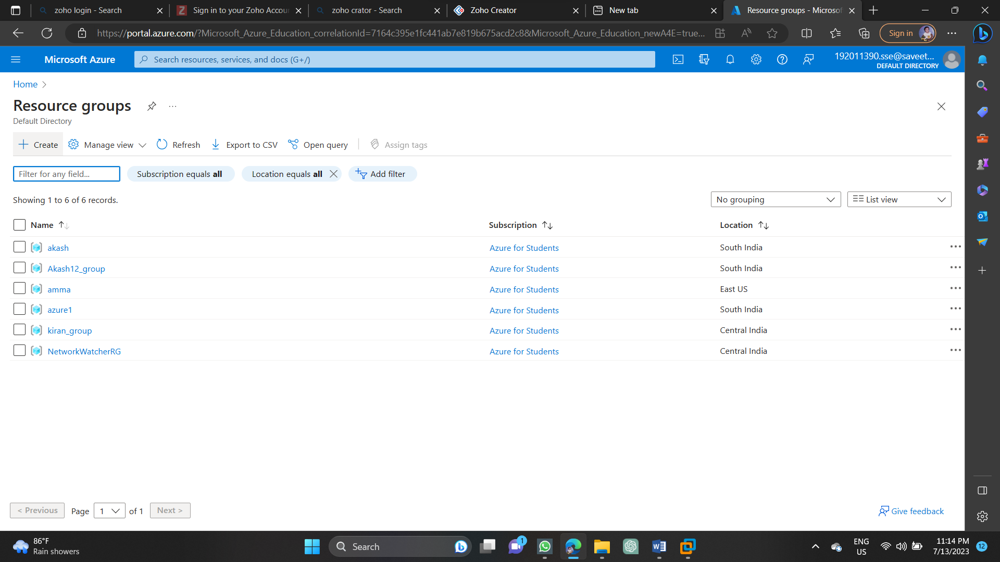 zoho login - Search
Sign in to your Zoho Accou
zoho crator - Search
Zoho Creator
New tab
Resource groups - Microsof
https://portal.azure.com/?Microsoft_Azure_Education_correlationId=7164c395e1fc441ab7e819b675acd2c8&Microsoft_Azure_Education_newA4E=true...
Sign in
Microsoft Azure
Search resources, services, and docs (G+/)
192011390.sse@saveet...
DEFAULT DIRECTORY
Home
Resource groups
Default Directory
Create
Manage view
Refresh
Export to CSV
Open query
Assign tags
Filter for any field...
Subscription equals all
Location equals all
Add filter
Showing 1 to 6 of 6 records.
No grouping
List view
Name Subscription Location
akash Azure for Students South India
Akash12_group Azure for Students South India
amma Azure for Students East US
azure1 Azure for Students South India
kiran_group Azure for Students Central India
NetworkWatcherRG Azure for Students Central India
< Previous
Page 1 of 1
Next >
Give feedback
86°F
Rain showers
Search
1
ENG
US
11:14 PM
7/13/2023
12